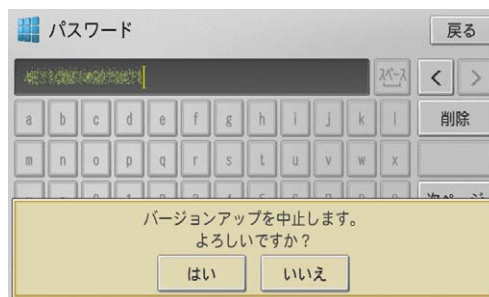 パスワード
戻る
スペース
< >
a b c d e f g h i j k l
削除
m n o p q r s t u v w x
バージョンアップを中止します。
よろしいですか？
はい
いいえ